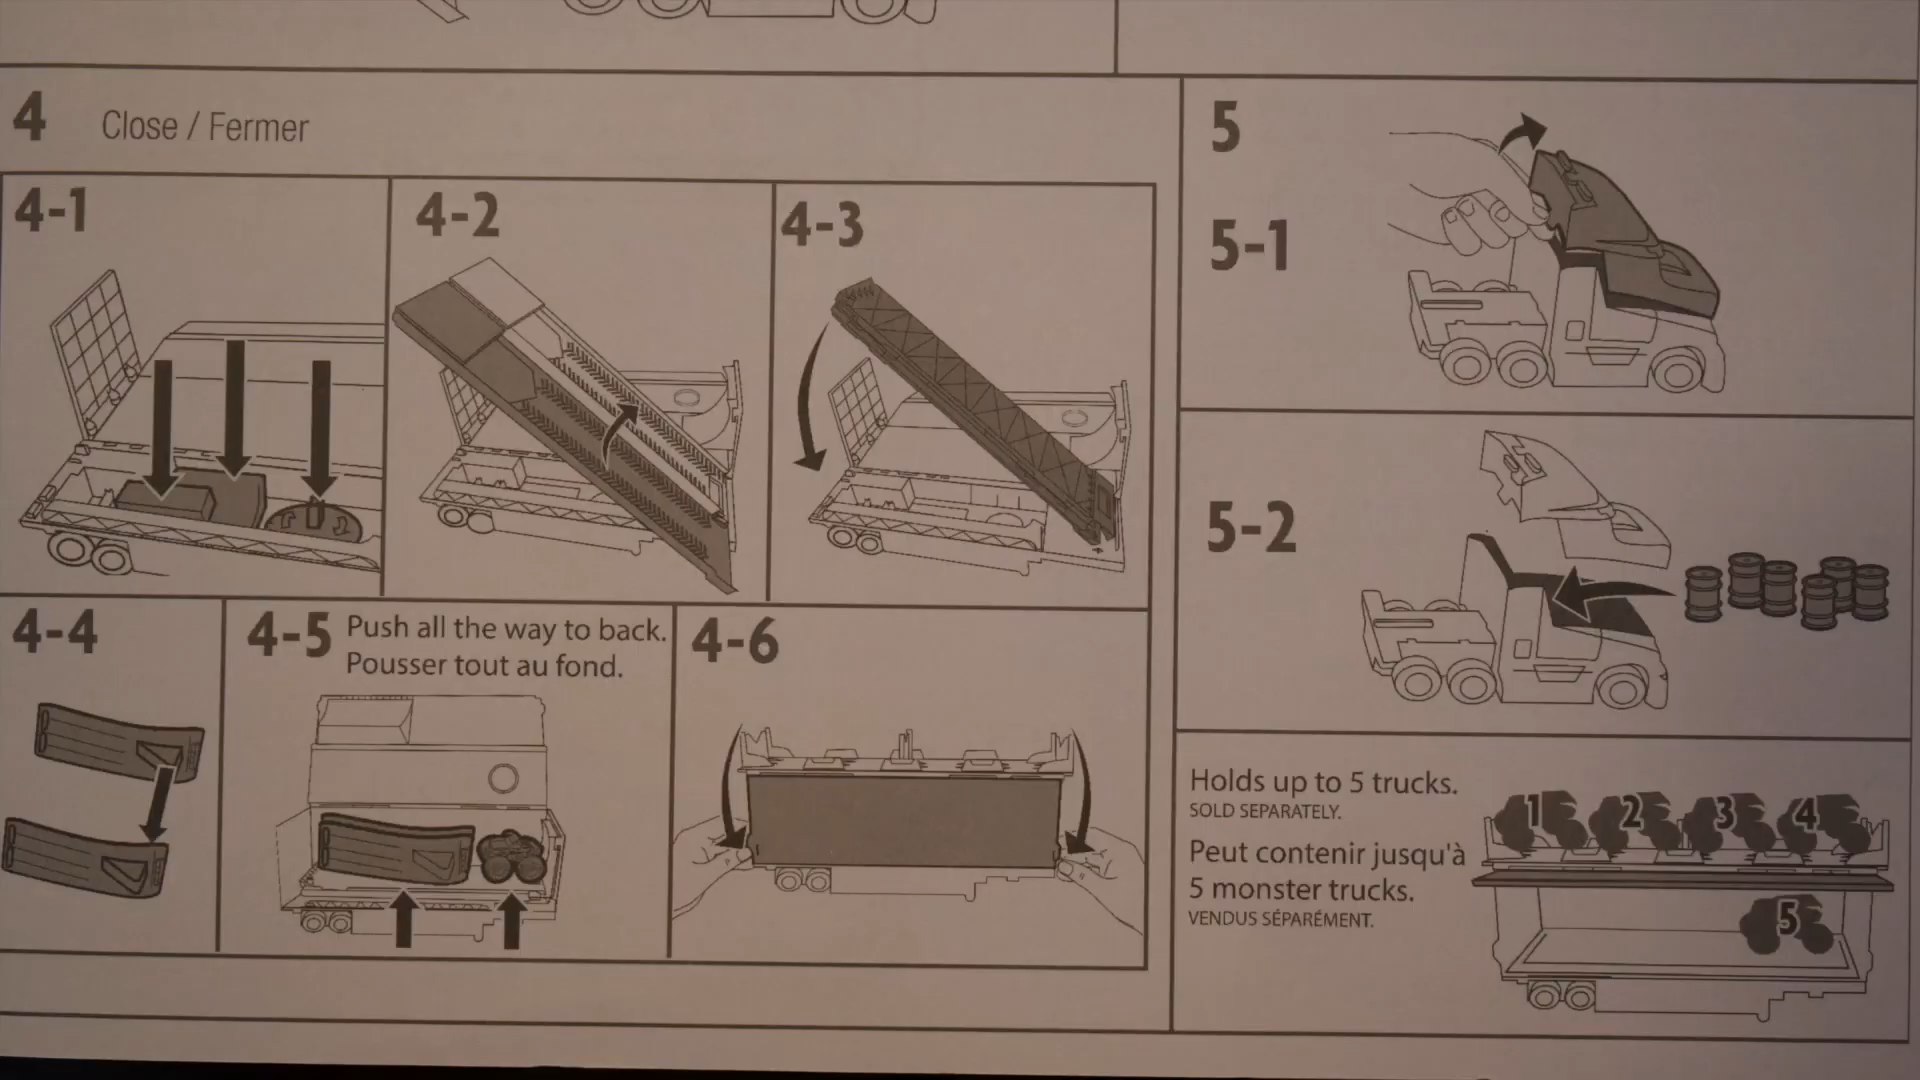 4 Close / Fermer
4-1
4-2
4-3
4-4
4-5 Push all the way to back.
Pousser tout au fond.
4-6
5
5-1
5-2
Holds up to 5 trucks.
SOLD SEPARATELY.
Peut contenir jusqu'à
5 monster trucks.
VENDUS SÉPARÉMENT.
1 2 3 4
5